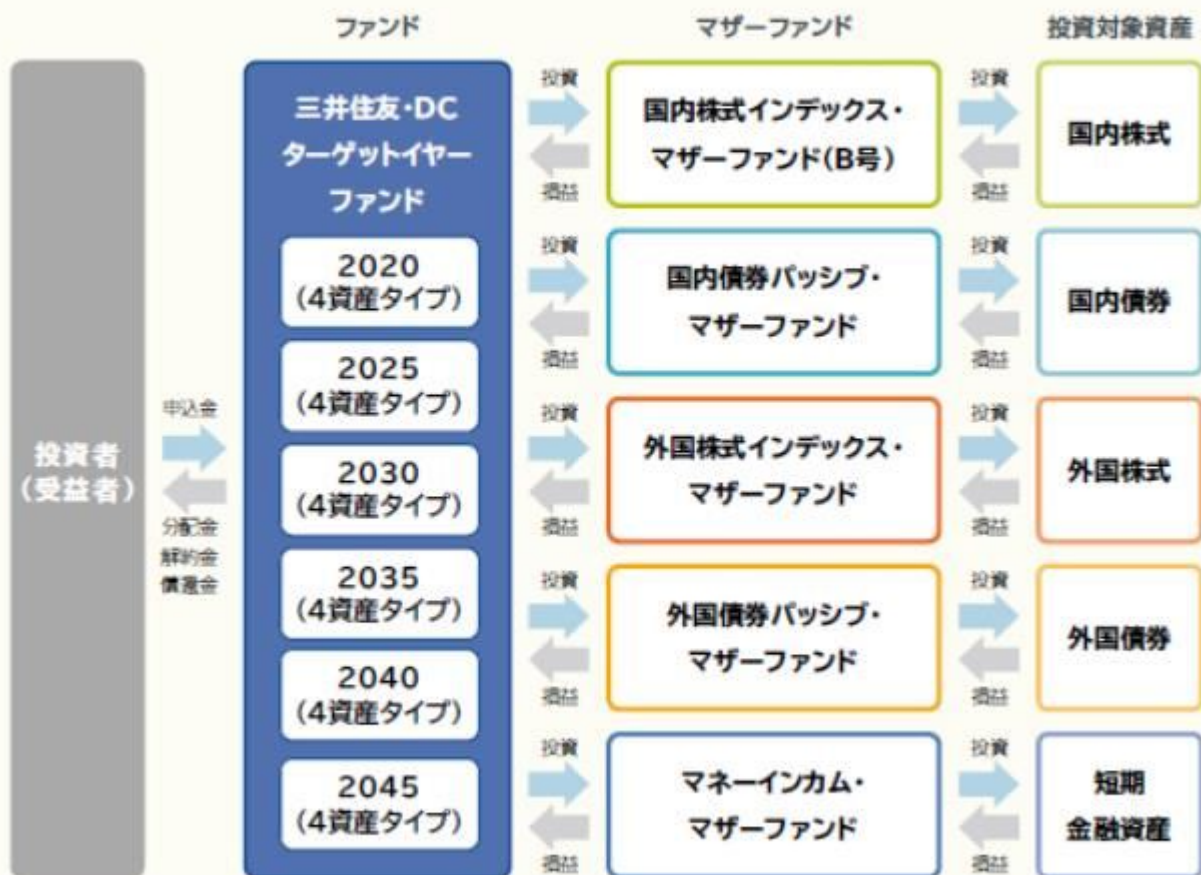 ファンド
マザーファンド
投資対象資産
投資者
(受益者)
申込金
分配金
解約金
償還金
三井住友・DC
ターゲットイヤー
ファンド
2020
(4資産タイプ)
2025
(4資産タイプ)
2030
(4資産タイプ)
2035
(4資産タイプ)
2040
(4資産タイプ)
2045
(4資産タイプ)
投資
損益
国内株式インデックス・
マザーファンド(B号)
投資
損益
国内株式
投資
損益
国内債券パッシブ・
マザーファンド
投資
損益
国内債券
投資
損益
外国株式インデックス・
マザーファンド
投資
損益
外国株式
投資
損益
外国債券パッシブ・
マザーファンド
投資
損益
外国債券
投資
損益
マネーインカム・
マザーファンド
投資
損益
短期
金融資産